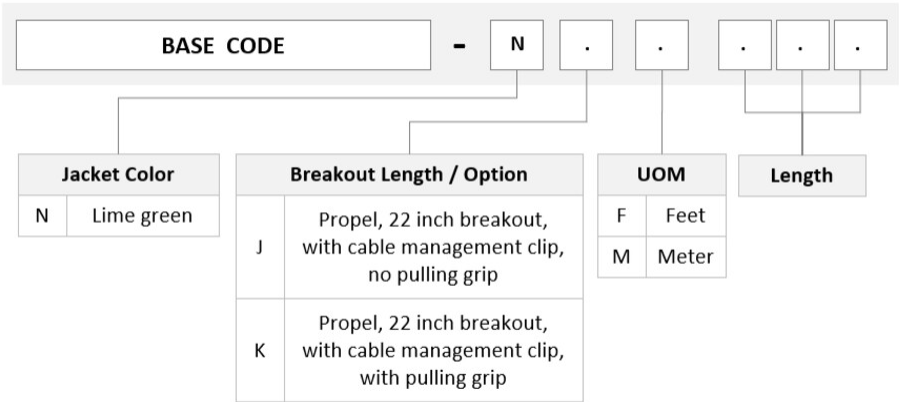 BASE CODE - N . . . . .
Jacket Color
N Lime green
Breakout Length / Option
J Propel, 22 inch breakout,
with cable management clip,
no pulling grip
K Propel, 22 inch breakout,
with cable management clip,
with pulling grip
UOM
F Feet
M Meter
Length